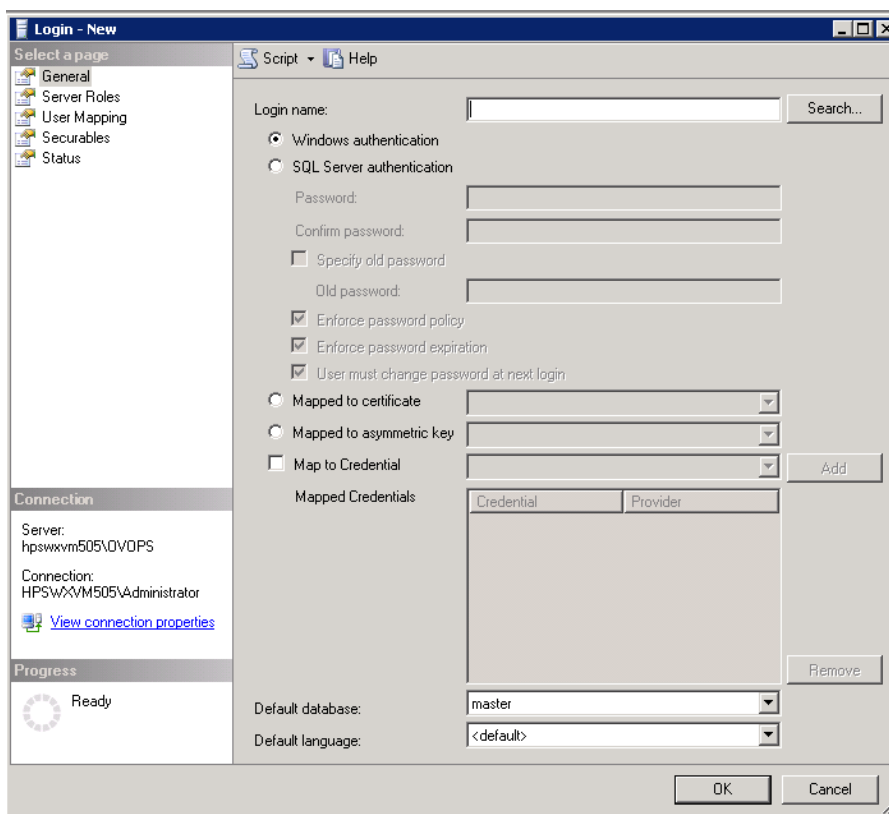 Login - New
Select a page
General
Server Roles
User Mapping
Securables
Status
Script
Help
Login name:
Search...
Windows authentication
SQL Server authentication
Password:
Confirm password:
Specify old password
Old password:
Enforce password policy
Enforce password expiration
User must change password at next login
Mapped to certificate
Mapped to asymmetric key
Map to Credential
Add
Mapped Credentials
Credential
Provider
Remove
Default database:
master
Default language:
<default>
Connection
Server:
hpswxvm505\OVOPS
Connection:
HPSWXVM505\Administrator
View connection properties
Progress
Ready
OK
Cancel